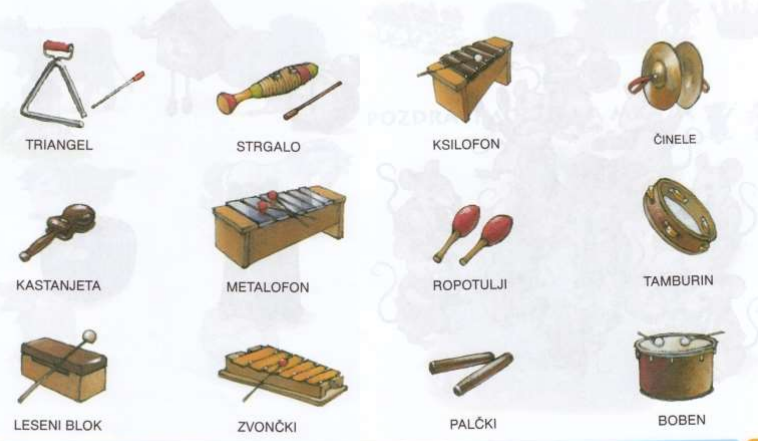 TRIANGEL
STRGALO
KSILOFON
ČINELE
KASTANJETA
METALOFON
ROPOTULJI
TAMBURIN
LESENI BLOK
ZVONČKI
PALČKI
BOBEN